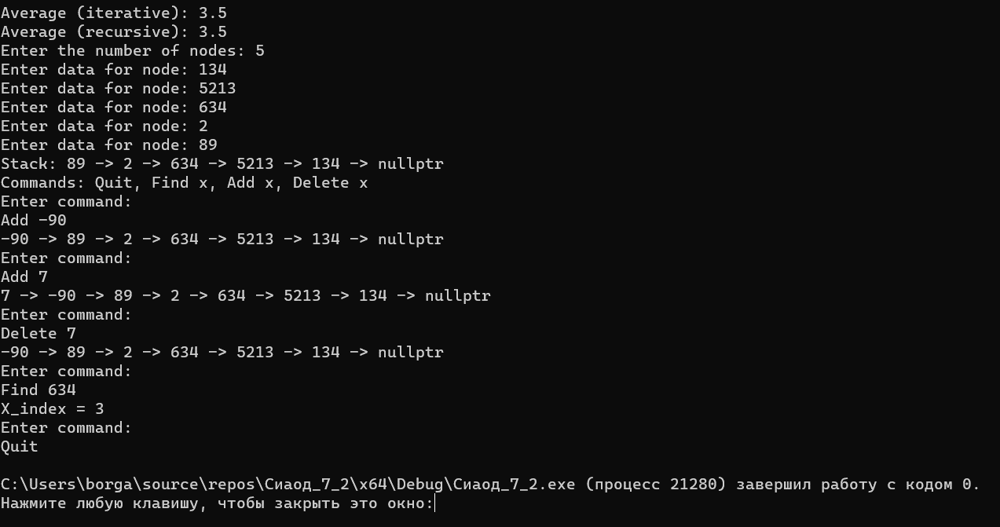 Average (iterative): 3.5
Average (recursive): 3.5
Enter the number of nodes: 5
Enter data for node: 134
Enter data for node: 5213
Enter data for node: 634
Enter data for node: 2
Enter data for node: 89
Stack: 89 -> 2 -> 634 -> 5213 -> 134 -> nullptr
Commands: Quit, Find x, Add x, Delete x
Enter command:
Add -90
-90 -> 89 -> 2 -> 634 -> 5213 -> 134 -> nullptr
Enter command:
Add 7
7 -> -90 -> 89 -> 2 -> 634 -> 5213 -> 134 -> nullptr
Enter command:
Delete 7
-90 -> 89 -> 2 -> 634 -> 5213 -> 134 -> nullptr
Enter command:
Find 634
X_index = 3
Enter command:
Quit
C:\Users\borga\source\repos\Сиаод_7_2\x64\Debug\Сиаод_7_2.exe (процесс 21280) завершил работу с кодом 0.
Нажмите любую клавишу, чтобы закрыть это окно: